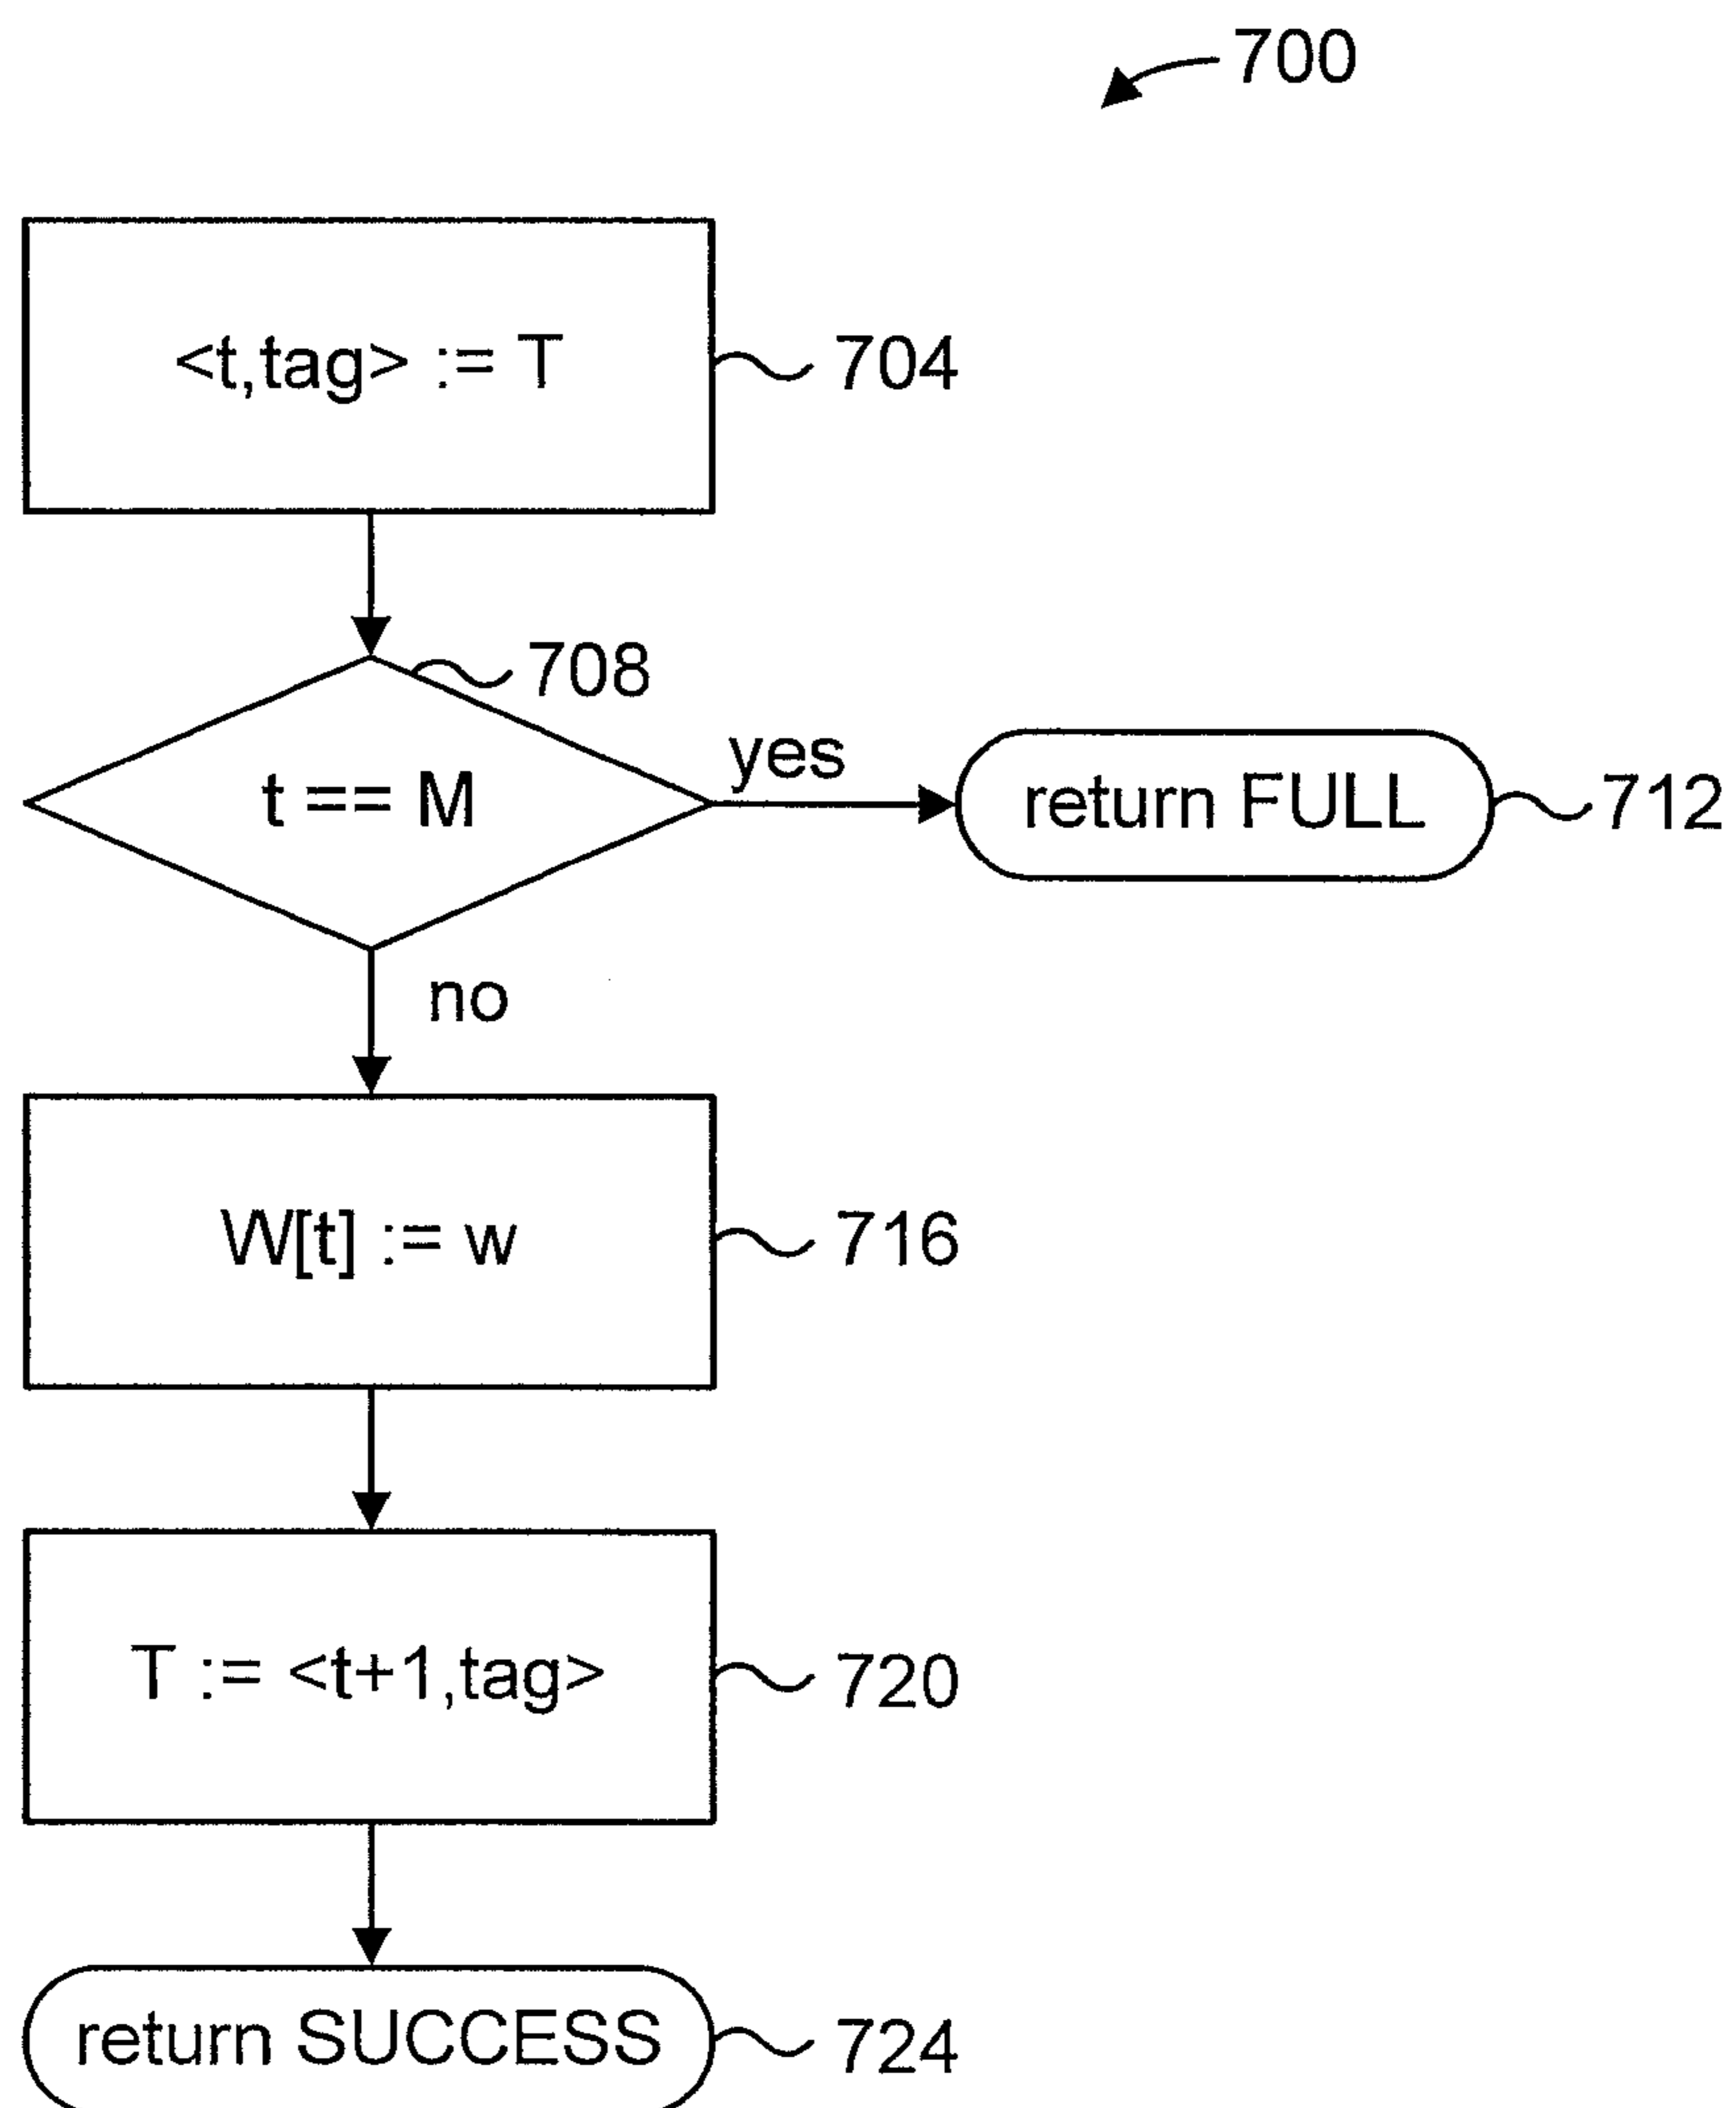 700
<t,tag> := T
704
708
t == M
yes
return FULL
712
no
W[t] := w
716
T := <t+1,tag>
720
return SUCCESS
724